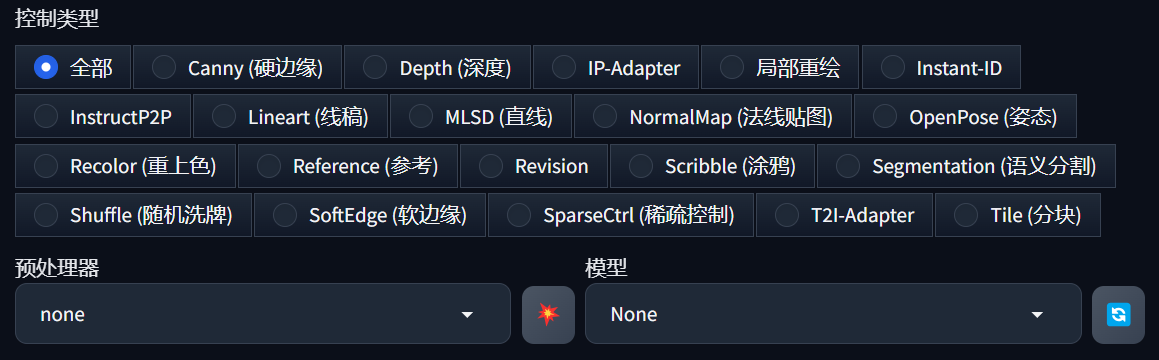 控制类型
全部 Canny (硬边缘) Depth (深度) IP-Adapter 局部重绘 Instant-ID
InstructP2P Lineart (线稿) MLSD (直线) NormalMap (法线贴图) OpenPose (姿态)
Recolor (重上色) Reference (参考) Revision Scribble (涂鸦) Segmentation (语义分割)
Shuffle (随机洗牌) SoftEdge (软边缘) SparseCtrl (稀疏控制) T2I-Adapter Tile (分块)
预处理器 模型
none None